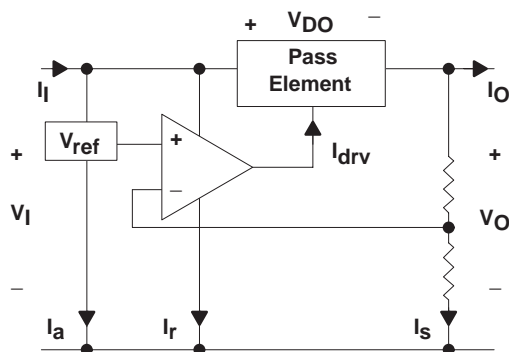 + V_DO −
Pass
Element
I_I
I_O
V_ref
+
−
I_drv
+
V_I
−
+
V_O
−
I_a
I_r
I_s